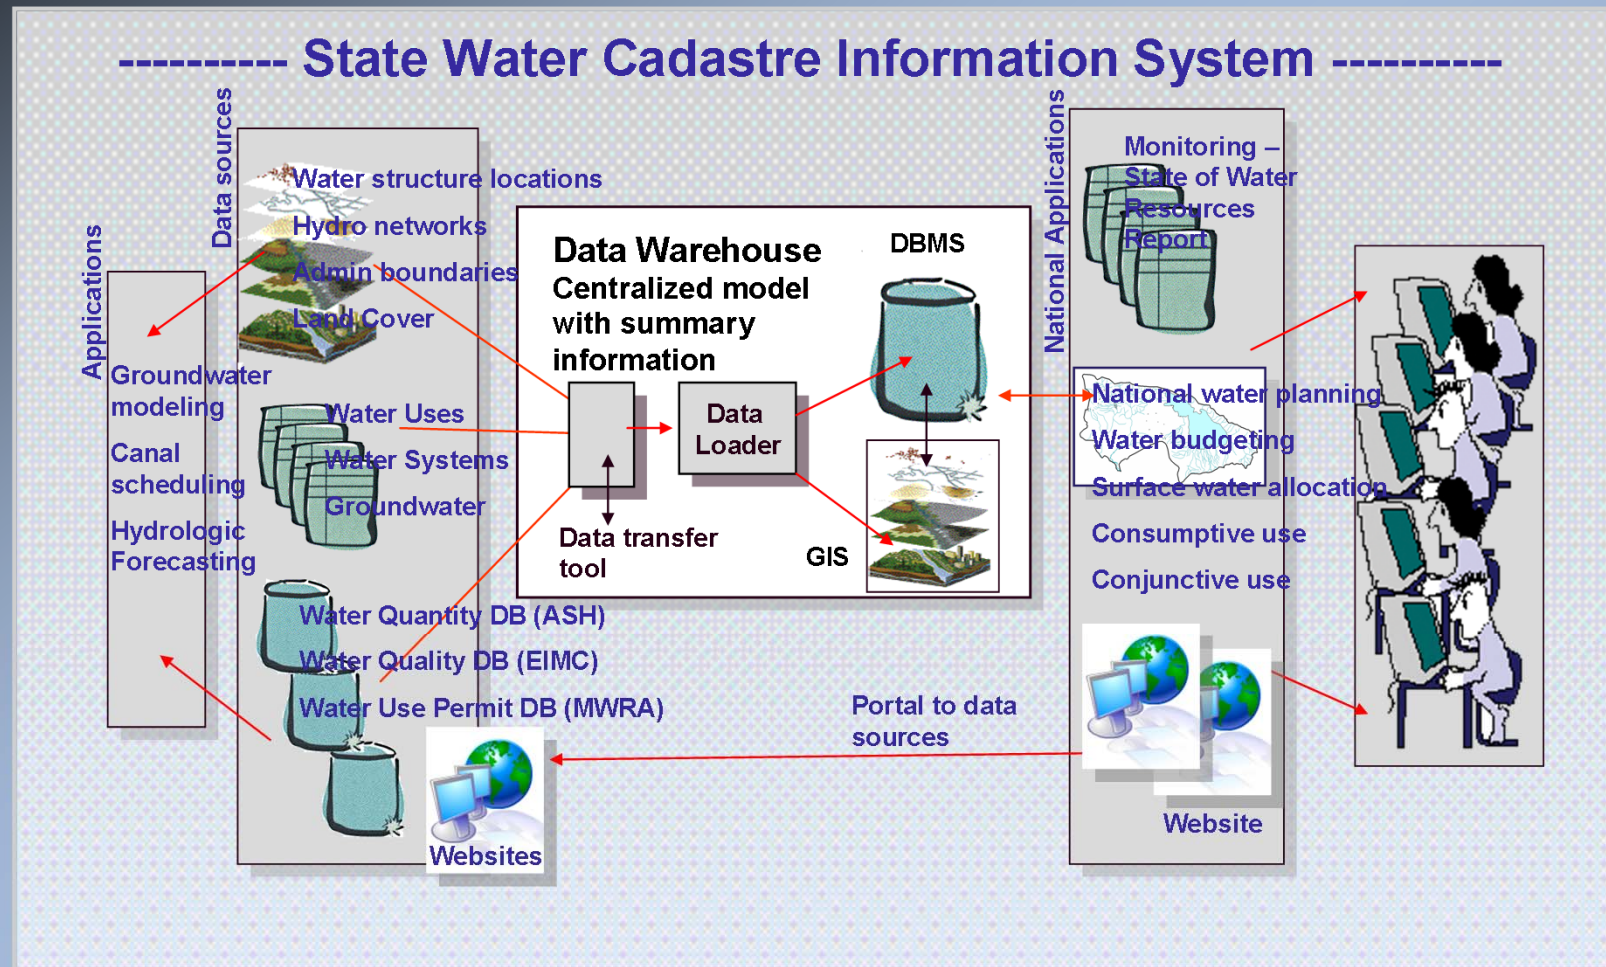 ---------- State Water Cadastre Information System ----------
Applications
Groundwater
modeling
Canal
scheduling
Hydrologic
Forecasting
Data sources
Water structure locations
Hydro networks
Admin boundaries
Land Cover
Water Uses
Water Systems
Groundwater
Water Quantity DB (ASH)
Water Quality DB (EIMC)
Water Use Permit DB (MWRA)
Websites
Data Warehouse
Centralized model
with summary
information
DBMS
Data
Loader
Data transfer
tool
GIS
Portal to data
sources
National Applications
Monitoring –
State of Water
Resources
Report
National water planning
Water budgeting
Surface water allocation
Consumptive use
Conjunctive use
Website